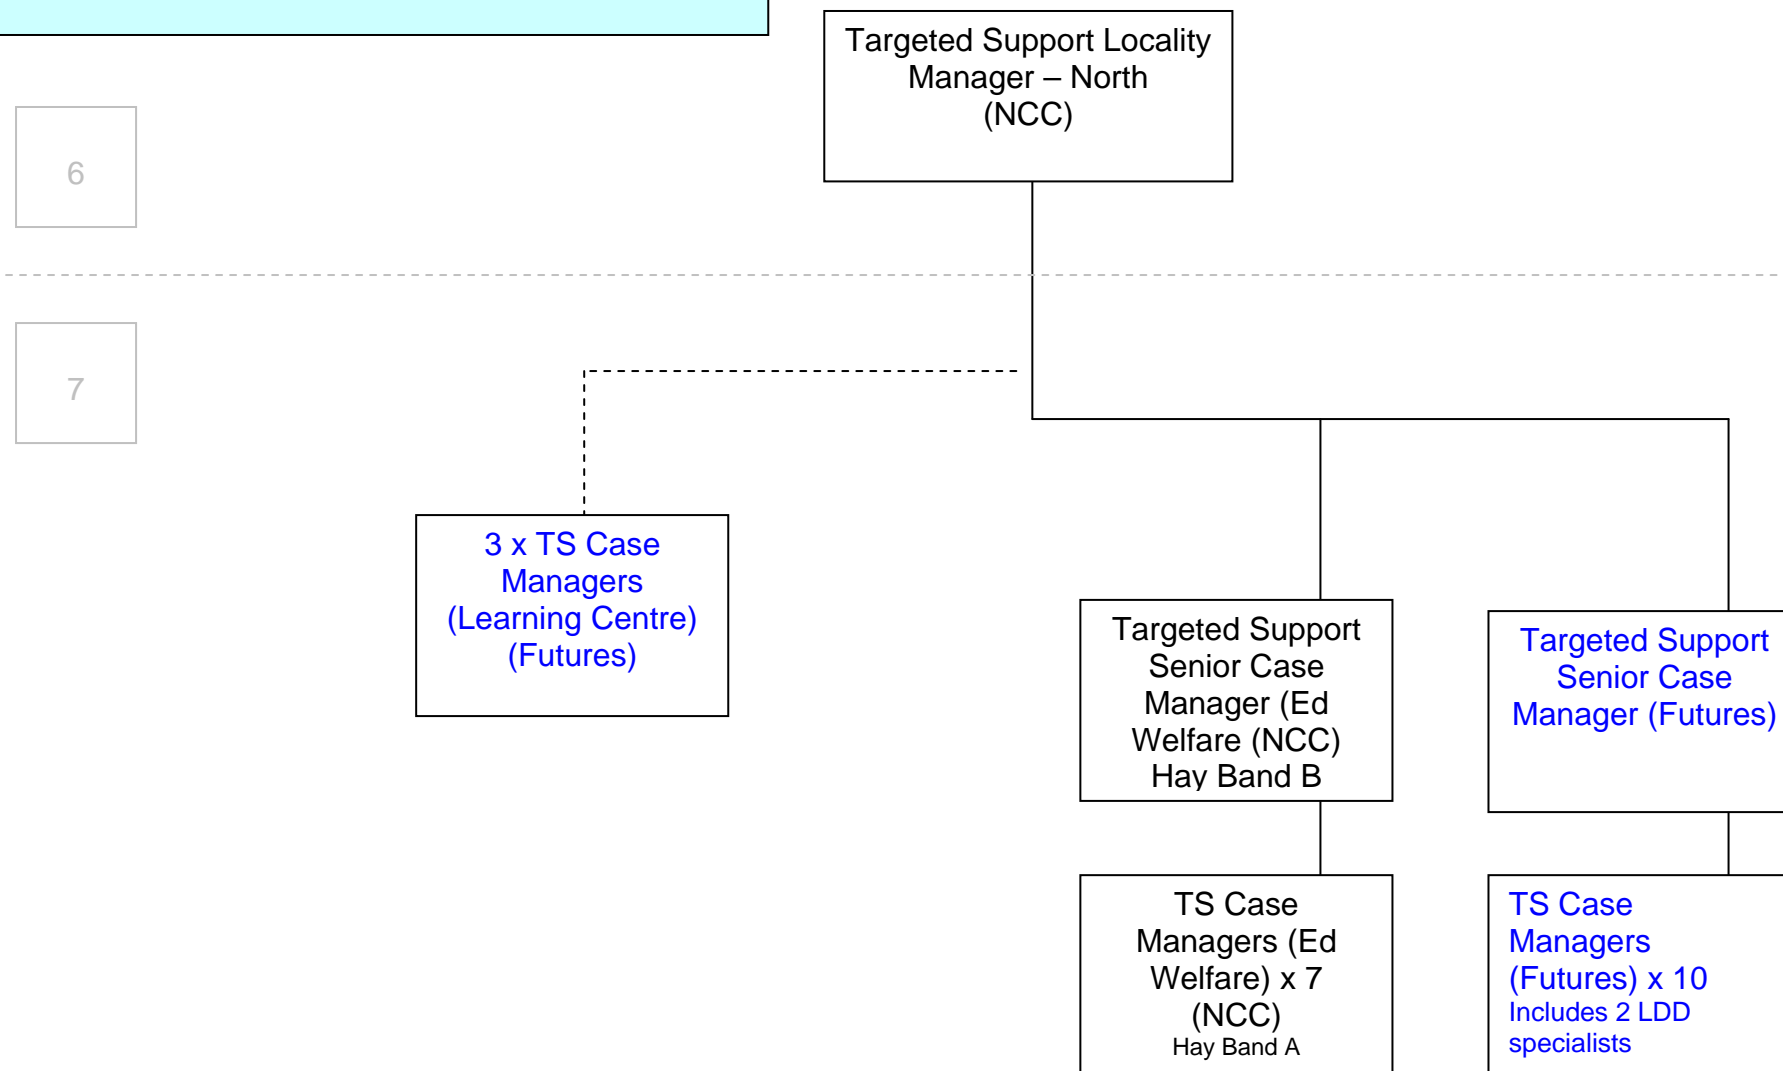 Targeted Support Locality
Manager – North
(NCC)
6
7
3 x TS Case
Managers
(Learning Centre)
(Futures)
Targeted Support
Senior Case
Manager (Ed
Welfare (NCC)
Hay Band B
Targeted Support
Senior Case
Manager (Futures)
TS Case
Managers (Ed
Welfare) x 7
(NCC)
Hay Band A
TS Case
Managers
(Futures) x 10
Includes 2 LDD
specialists